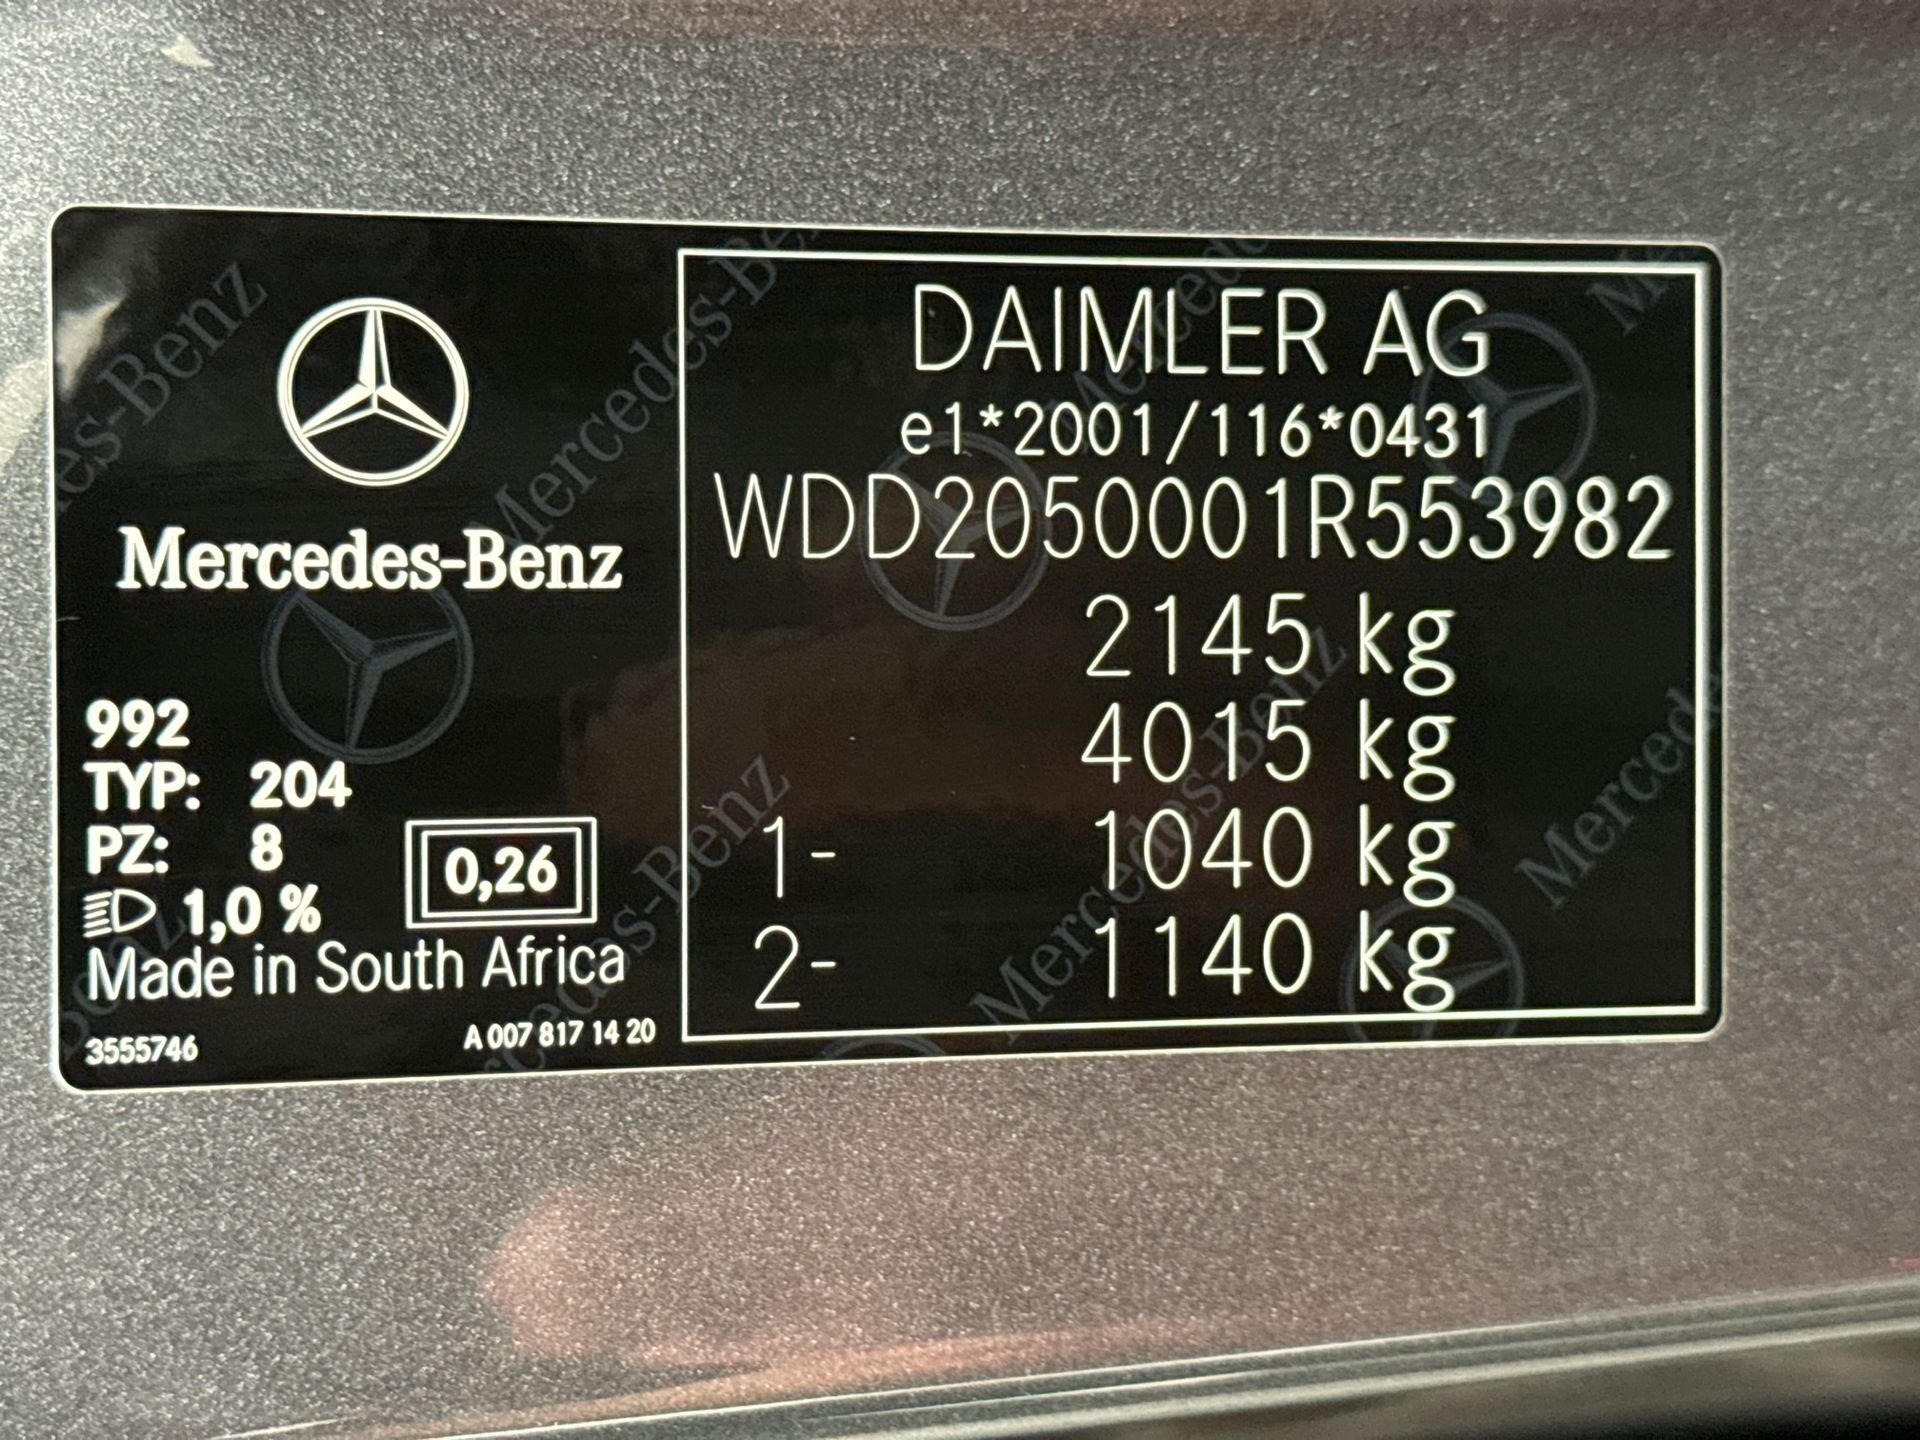 Mercedes-Benz
992
TYP: 204
PZ: 8
1,0 %
0,26
Made in South Africa
3555746
A 007 817 14 20
DAIMLER AG
e1*2001/116*0431
WDD2050001R553982
2145 kg
4015 kg
1- 1040 kg
2- 1140 kg